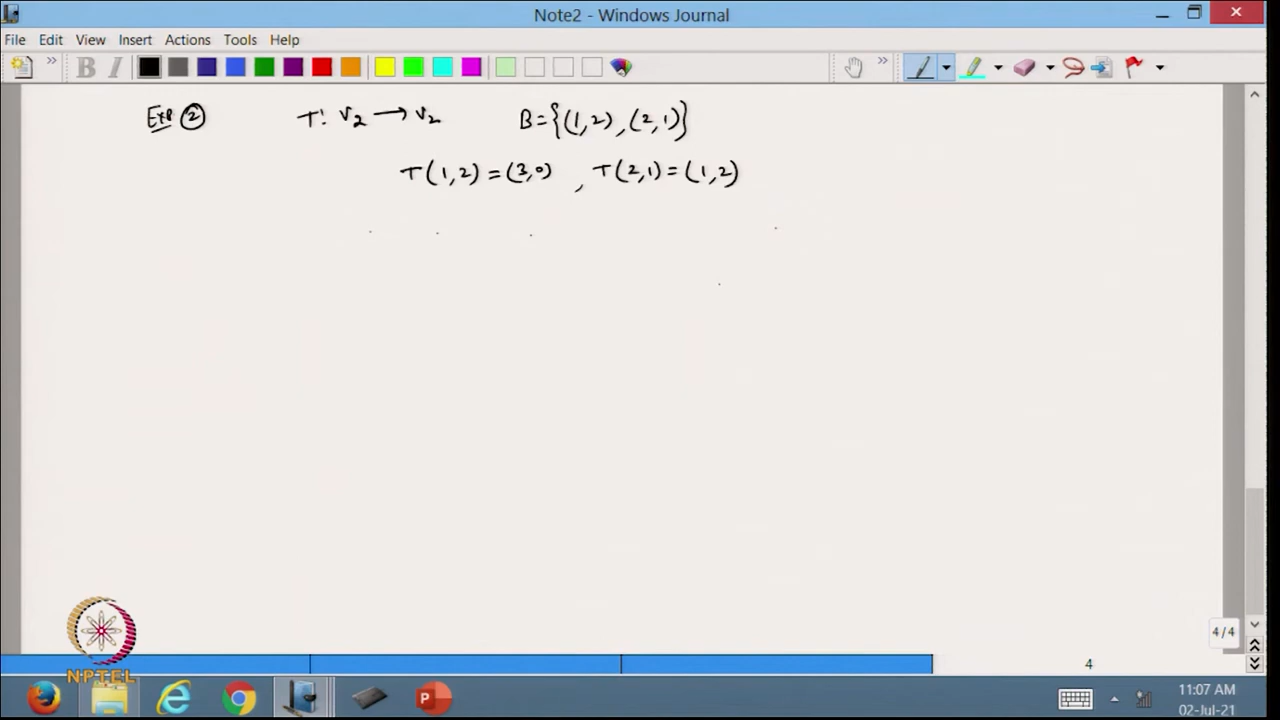 Note2 - Windows Journal
File Edit View Insert Actions Tools Help
B I
Exp ② T: V₂ → V₂ B = {(1,2), (2,1)}
T(1,2) = (3,0) , T(2,1) = (1,2)
4/4
4
NPTEL
11:07 AM
02-Jul-21